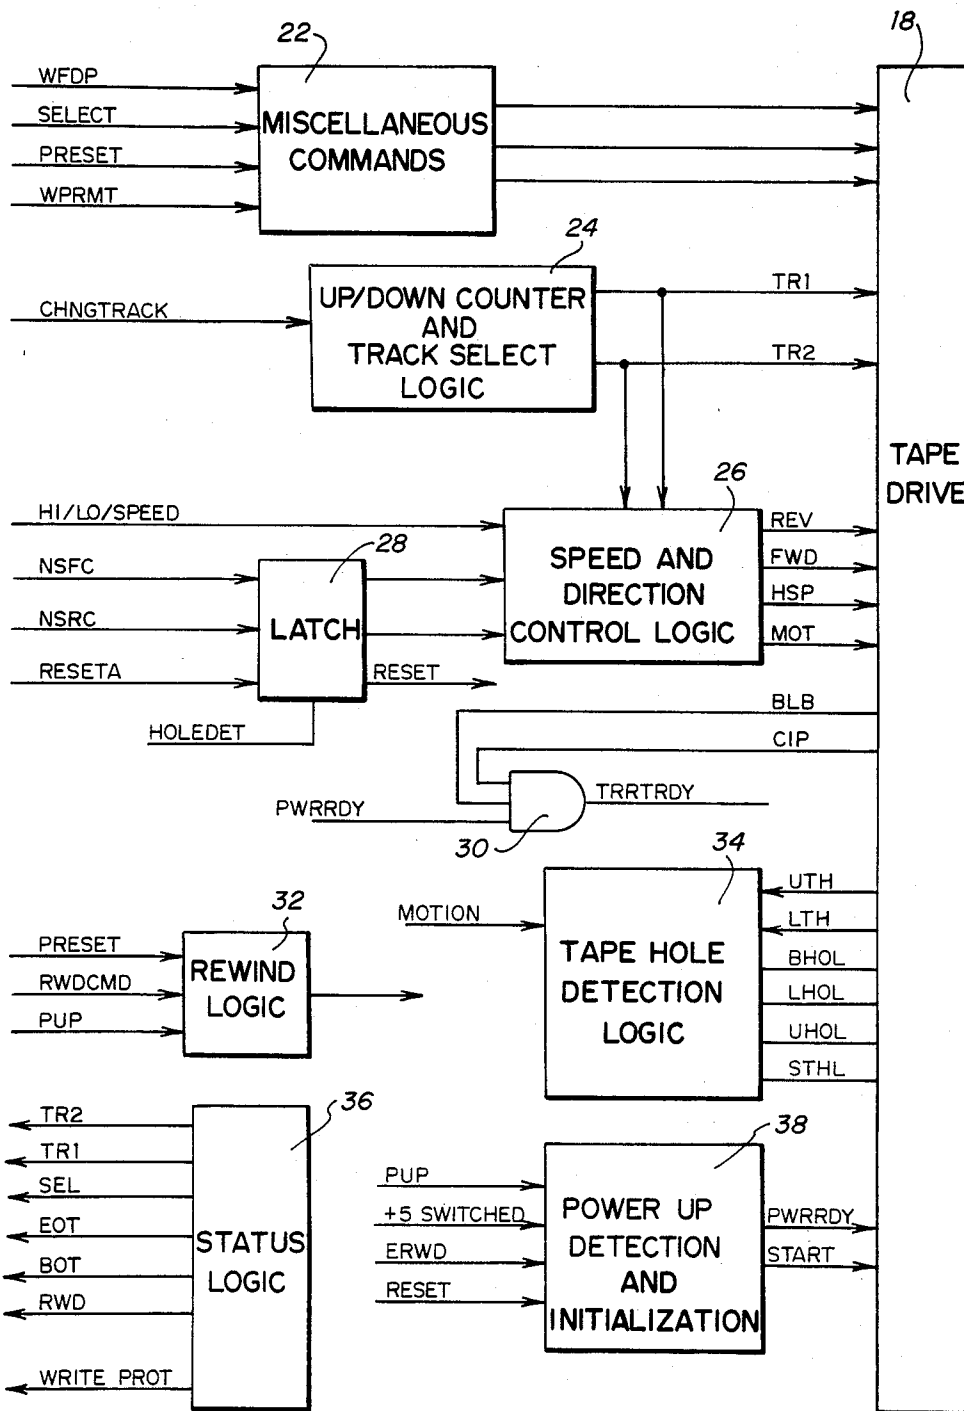 22
18
WFDP
SELECT
PRESET
WPRMT
MISCELLANEOUS
COMMANDS
24
CHNGTRACK
UP/DOWN COUNTER
AND
TRACK SELECT
LOGIC
TR1
TR2
TAPE
DRIVE
HI/LO/SPEED
NSFC
NSRC
RESETA
28
LATCH
RESET
HOLEDET
26
SPEED AND
DIRECTION
CONTROL LOGIC
REV
FWD
HSP
MOT
BLB
CIP
PWRRDY
30
TRRTRDY
34
MOTION
TAPE HOLE
DETECTION
LOGIC
UTH
LTH
BHOL
LHOL
UHOL
STHL
32
PRESET
RWDCMD
PUP
REWIND
LOGIC
36
TR2
TR1
SEL
EOT
BOT
RWD
WRITE PROT
STATUS
LOGIC
38
PUP
+5 SWITCHED
ERWD
RESET
POWER UP
DETECTION
AND
INITIALIZATION
PWRRDY
START